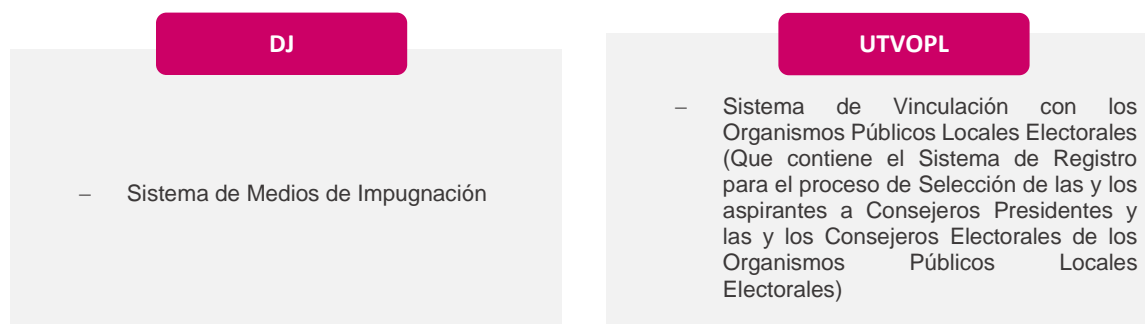 DJ
– Sistema de Medios de Impugnación
UTVOPL
– Sistema de Vinculación con los
Organismos Públicos Locales Electorales
(Que contiene el Sistema de Registro
para el proceso de Selección de las y los
aspirantes a Consejeros Presidentes y
las y los Consejeros Electorales de los
Organismos Públicos Locales
Electorales)